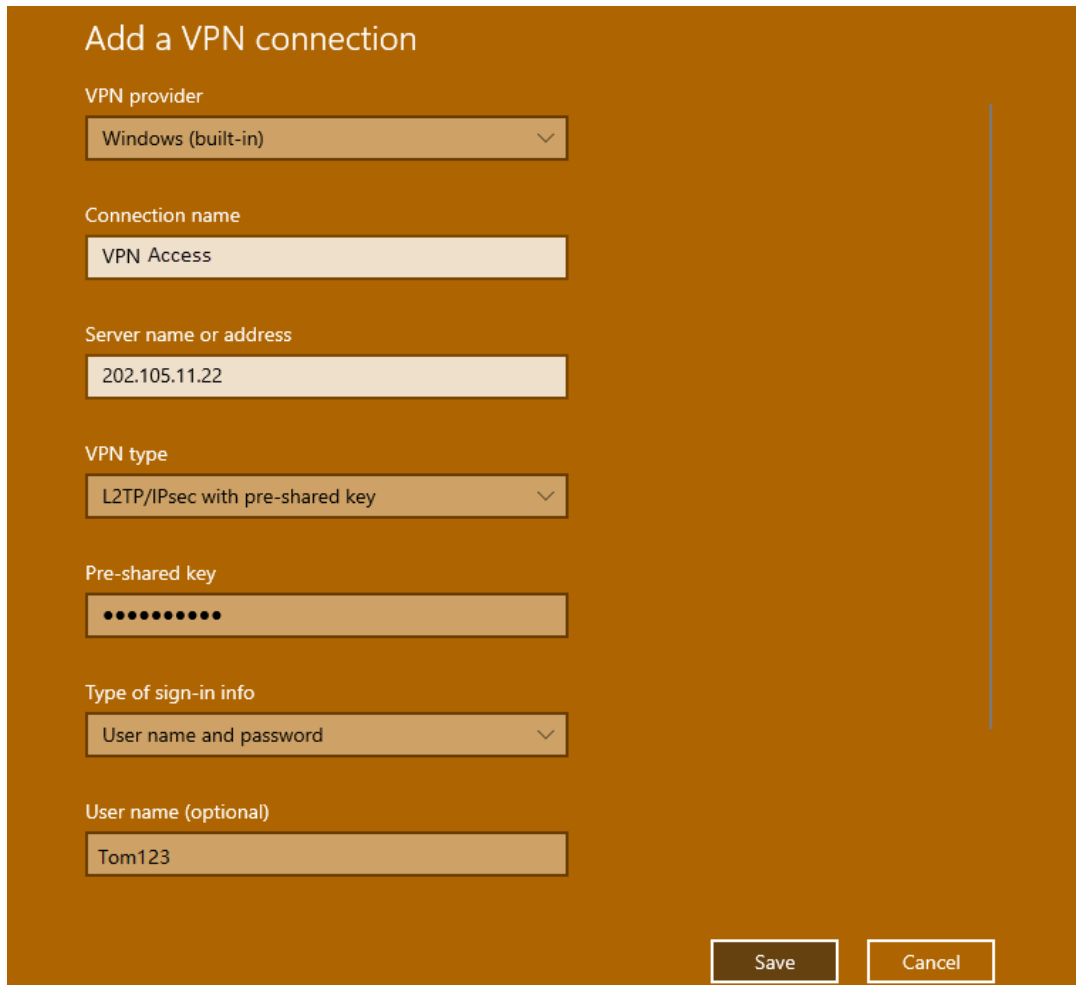 Add a VPN connection
VPN provider
Windows (built-in)
Connection name
VPN Access
Server name or address
202.105.11.22
VPN type
L2TP/IPsec with pre-shared key
Pre-shared key
●●●●●●●●●●
Type of sign-in info
User name and password
User name (optional)
Tom123
Save Cancel